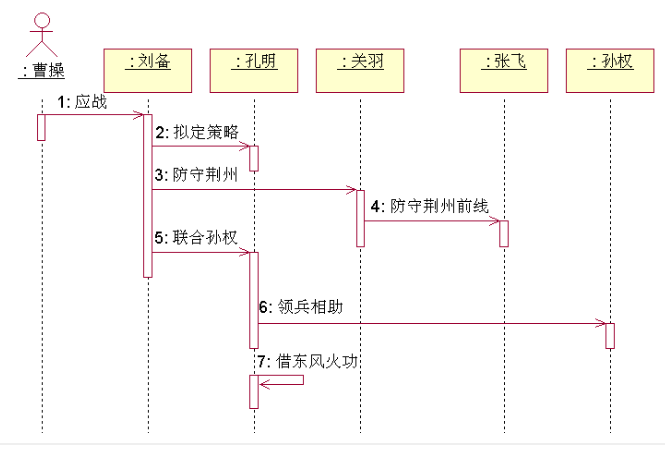 : 曹操
: 刘备
: 孔明
: 关羽
: 张飞
: 孙权
1: 应战
2: 拟定策略
3: 防守荆州
4: 防守荆州前线
5: 联合孙权
6: 领兵相助
7: 借东风火功